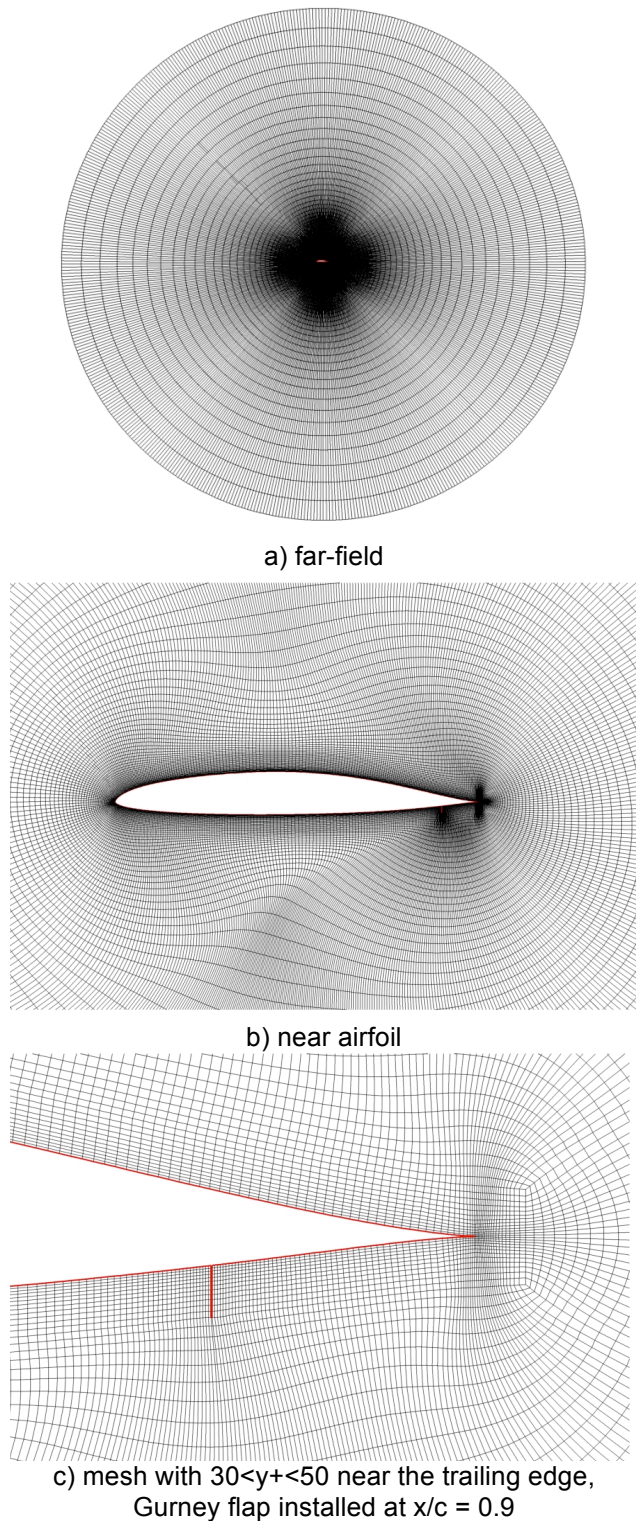 a) far-field
b) near airfoil
c) mesh with 30<y+<50 near the trailing edge,
Gurney flap installed at x/c = 0.9